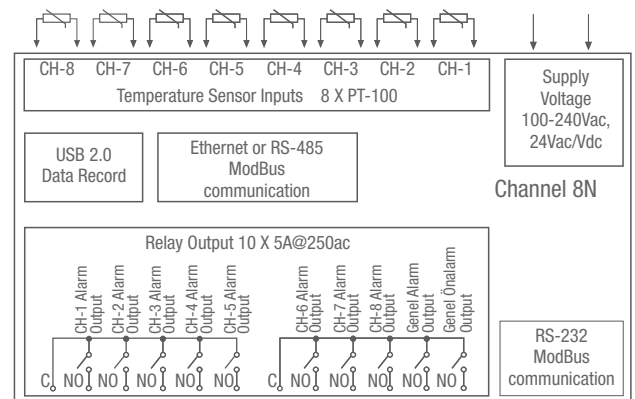 CH-8 CH-7 CH-6 CH-5 CH-4 CH-3 CH-2 CH-1
Temperature Sensor Inputs 8 X PT-100
Supply
Voltage
100-240Vac,
24Vac/Vdc
USB 2.0
Data Record
Ethernet or RS-485
ModBus
communication
Channel 8N
Relay Output 10 X 5A@250ac
CH-1 Alarm
Output
CH-2 Alarm
Output
CH-3 Alarm
Output
CH-4 Alarm
Output
CH-5 Alarm
Output
CH-6 Alarm
Output
CH-7 Alarm
Output
CH-8 Alarm
Output
Genel Alarm
Output
Genel Önalarm
Output
C NO NO NO NO NO
C NO NO NO NO NO
RS-232
ModBus
communication